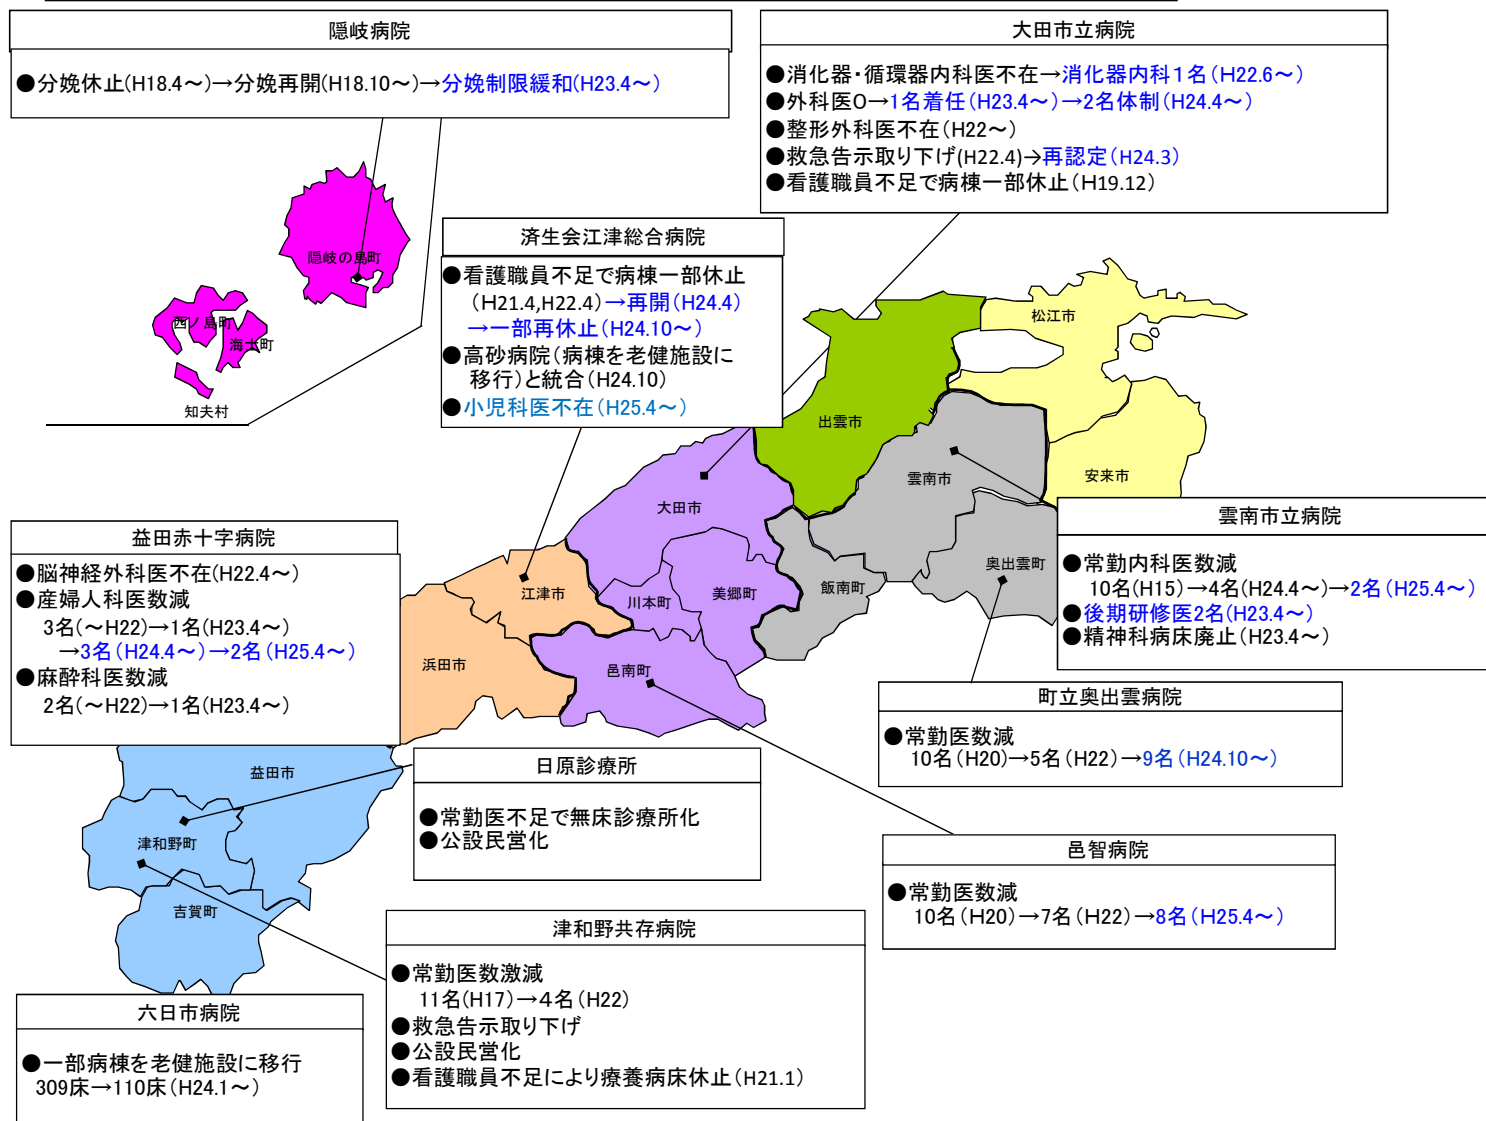 隠岐病院
●分娩休止(H18.4～)→分娩再開(H18.10～)→分娩制限緩和(H23.4～)
大田市立病院
●消化器・循環器内科医不在→消化器内科1名(H22.6～)
●外科医0→1名着任(H23.4～)→2名体制(H24.4～)
●整形外科医不在(H22～)
●救急告示取り下げ(H22.4)→再認定(H24.3)
●看護職員不足で病棟一部休止(H19.12)
隠岐の島町
西ノ島町
海士町
知夫村
済生会江津総合病院
●看護職員不足で病棟一部休止
(H21.4,H22.4)→再開(H24.4)
→一部再休止(H24.10～)
●高砂病院(病棟を老健施設に
移行)と統合(H24.10)
●小児科医不在(H25.4～)
松江市
出雲市
安来市
雲南市
大田市
奥出雲町
飯南町
美郷町
川本町
江津市
邑南町
浜田市
雲南市立病院
●常勤内科医数減
10名(H15)→4名(H24.4～)→2名(H25.4～)
●後期研修医2名(H23.4～)
●精神科病床廃止(H23.4～)
益田赤十字病院
●脳神経外科医不在(H22.4～)
●産婦人科医数減
3名(～H22)→1名(H23.4～)
→3名(H24.4～)→2名(H25.4～)
●麻酔科医数減
2名(～H22)→1名(H23.4～)
町立奥出雲病院
●常勤医数減
10名(H20)→5名(H22)→9名(H24.10～)
益田市
津和野町
吉賀町
日原診療所
●常勤医不足で無床診療所化
●公設民営化
邑智病院
●常勤医数減
10名(H20)→7名(H22)→8名(H25.4～)
津和野共存病院
●常勤医数激減
11名(H17)→4名(H22)
●救急告示取り下げ
●公設民営化
●看護職員不足により療養病床休止(H21.1)
六日市病院
●一部病棟を老健施設に移行
309床→110床(H24.1～)